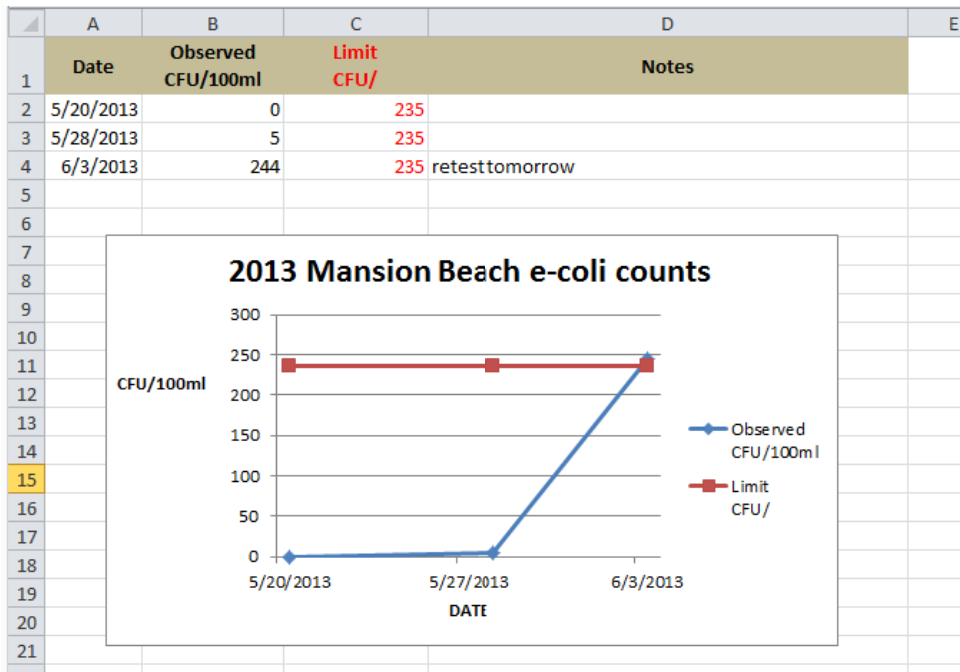 A B C D E
1 Date Observed CFU/100ml Limit CFU/ Notes
2 5/20/2013 0 235
3 5/28/2013 5 235
4 6/3/2013 244 235 retest tomorrow
5
6
7
8
9
10
11
12
13
14
15
16
17
18
19
20
21
2013 Mansion Beach e-coli counts
300
250
200
150
100
50
0
CFU/100ml
5/20/2013 5/27/2013 6/3/2013
DATE
Observed
CFU/100ml
Limit
CFU/